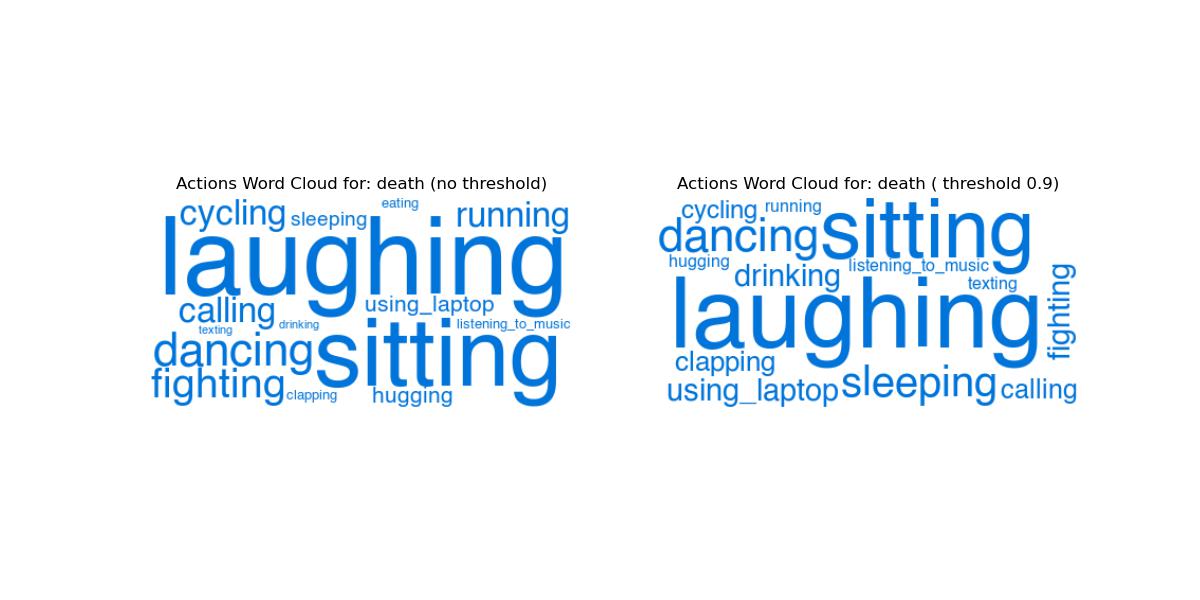 Actions Word Cloud for: death (no threshold)
cycling sleeping eating running
laughing
calling using_laptop
texting drinking listening_to_music
dancing sitting
fighting clapping hugging
Actions Word Cloud for: death ( threshold 0.9)
cycling running sitting
dancing
hugging drinking listening_to_music
texting
laughing fighting
clapping
using_laptop sleeping calling